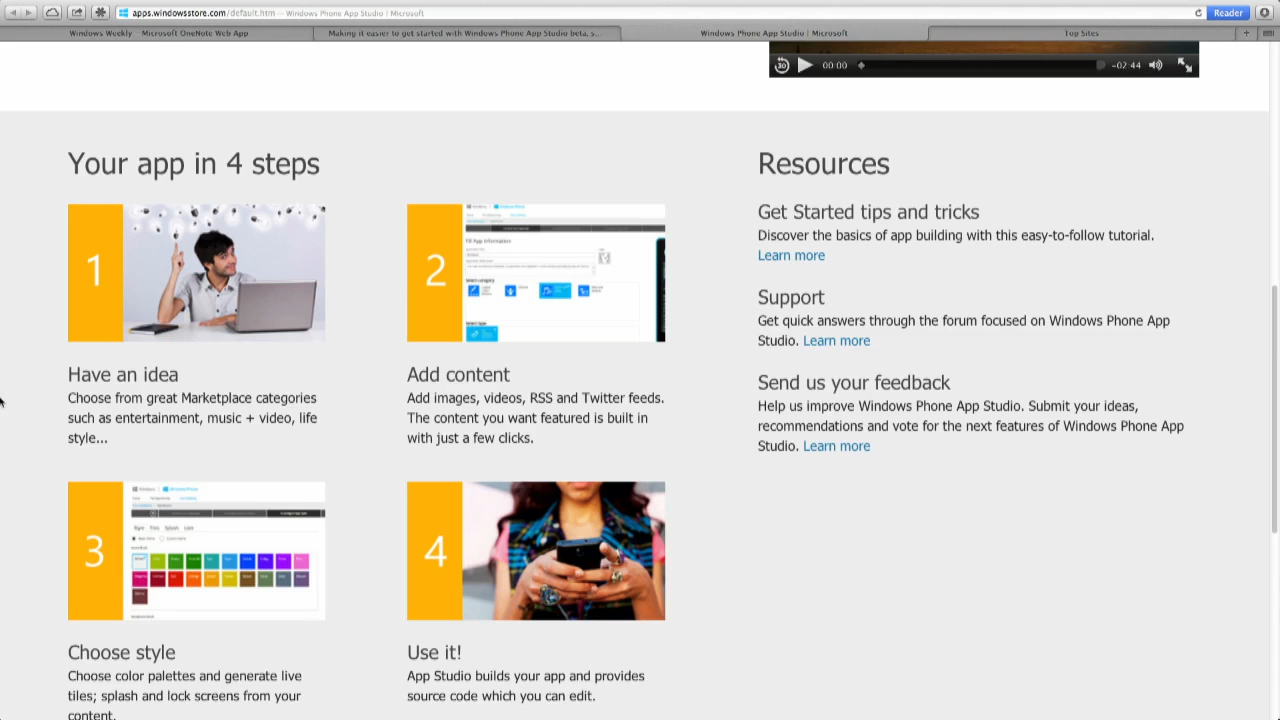 apps.windowsstore.com/default.htm — Windows Phone App Studio | Microsoft
Reader
Windows Weekly — Microsoft OneNote Web App
Making it easier to get started with Windows Phone App Studio beta, s...
Windows Phone App Studio | Microsoft
Top Sites
30
00:00
-02:44
Your app in 4 steps
1
2
Have an idea
Choose from great Marketplace categories
such as entertainment, music + video, life
style...
Add content
Add images, videos, RSS and Twitter feeds.
The content you want featured is built in
with just a few clicks.
3
4
Choose style
Choose color palettes and generate live
tiles; splash and lock screens from your
content.
Use it!
App Studio builds your app and provides
source code which you can edit.
Resources
Get Started tips and tricks
Discover the basics of app building with this easy-to-follow tutorial.
Learn more
Support
Get quick answers through the forum focused on Windows Phone App
Studio. Learn more
Send us your feedback
Help us improve Windows Phone App Studio. Submit your ideas,
recommendations and vote for the next features of Windows Phone App
Studio. Learn more